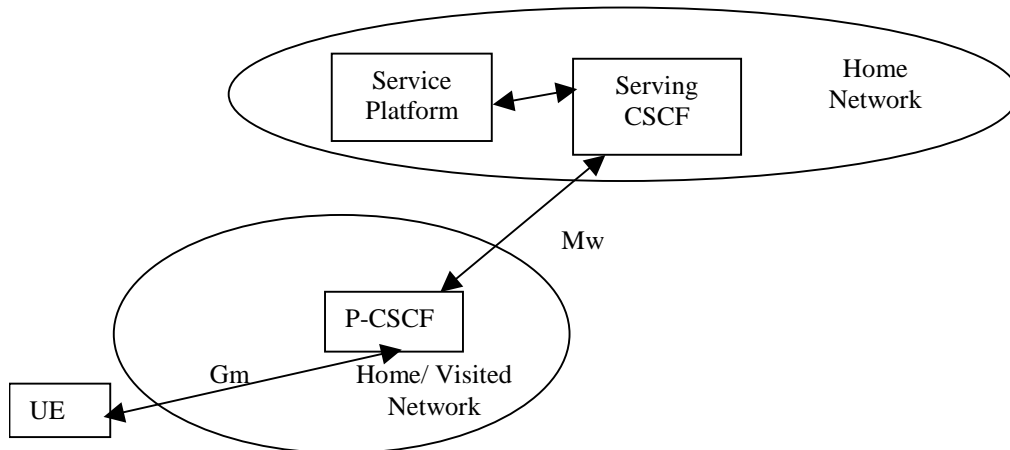 Service
Platform
Serving
CSCF
Home
Network
Mw
P-CSCF
Gm
Home/ Visited
Network
UE